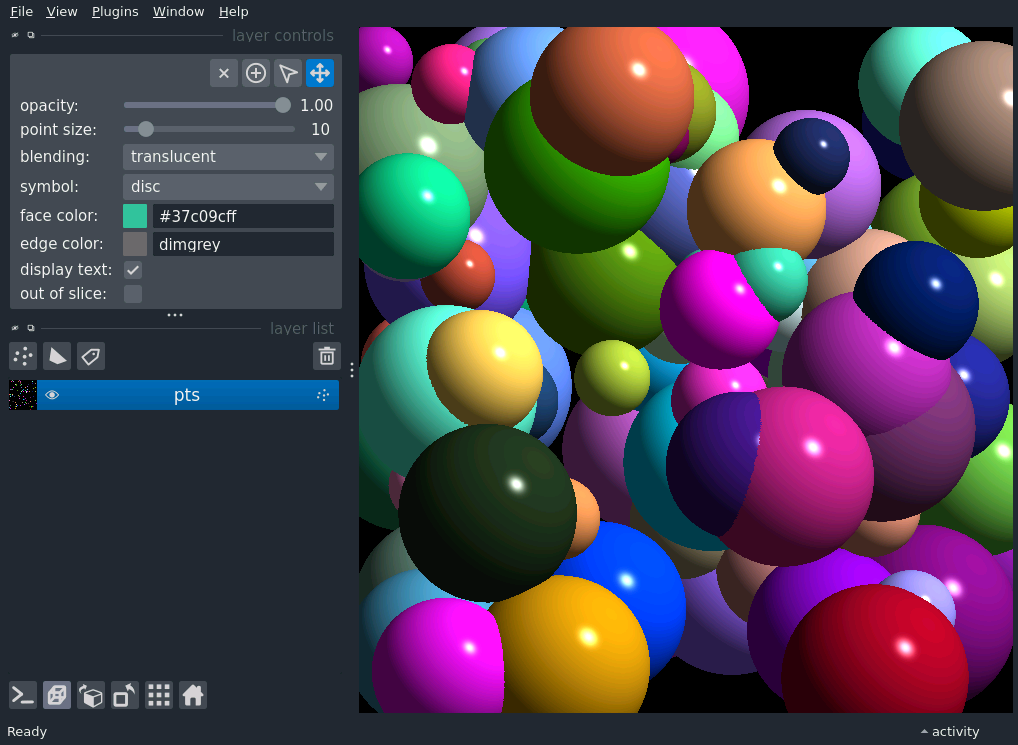 File View Plugins Window Help
layer controls
opacity: 1.00
point size: 10
blending: translucent
symbol: disc
face color: #37c09cff
edge color: dimgrey
display text:
out of slice:
layer list
pts
Ready
activity